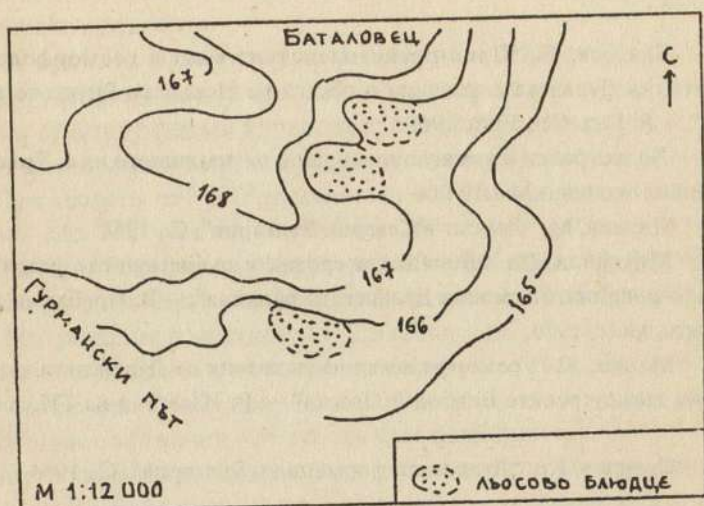 БАТАЛОВЕЦ
С
167
168
167
166
165
ГУРМАНСКИ ПЪТ
М 1:12 000
ЛЬОСОВО БЛЮДЦЕ